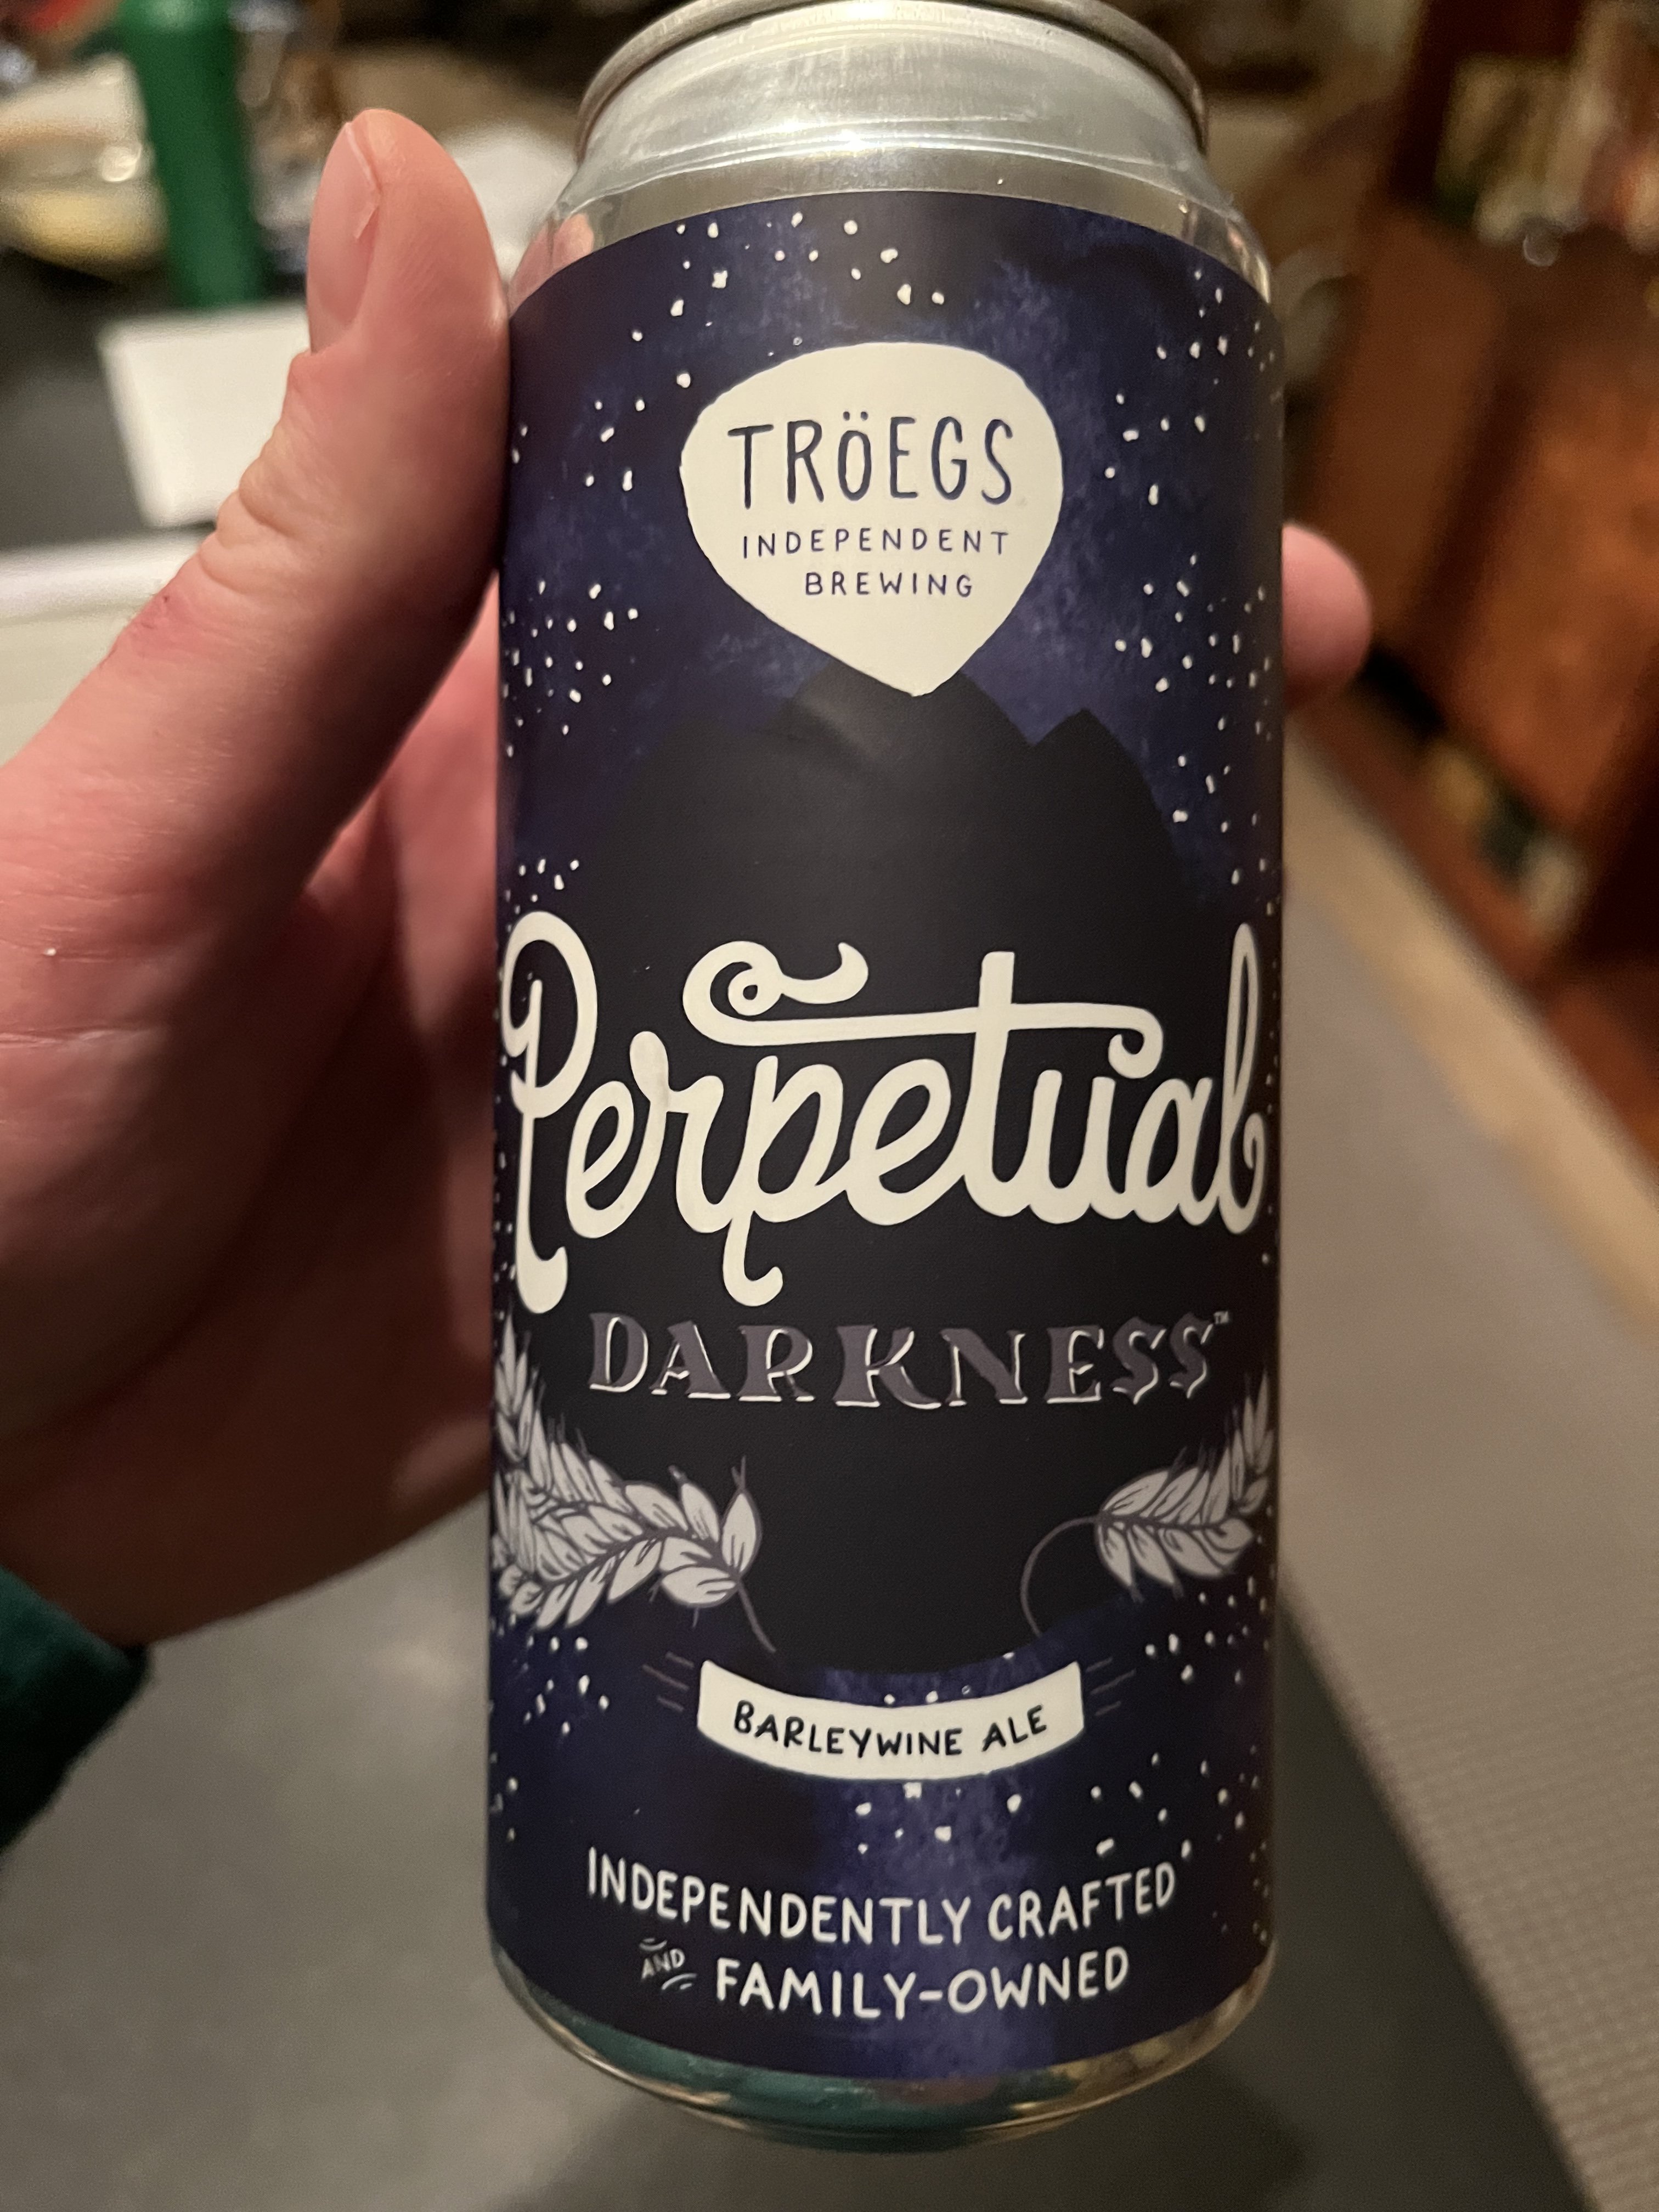 TRÖEGS
INDEPENDENT
BREWING
Perpetual
DARKNESS™
BARLEYWINE ALE
INDEPENDENTLY CRAFTED
AND FAMILY-OWNED